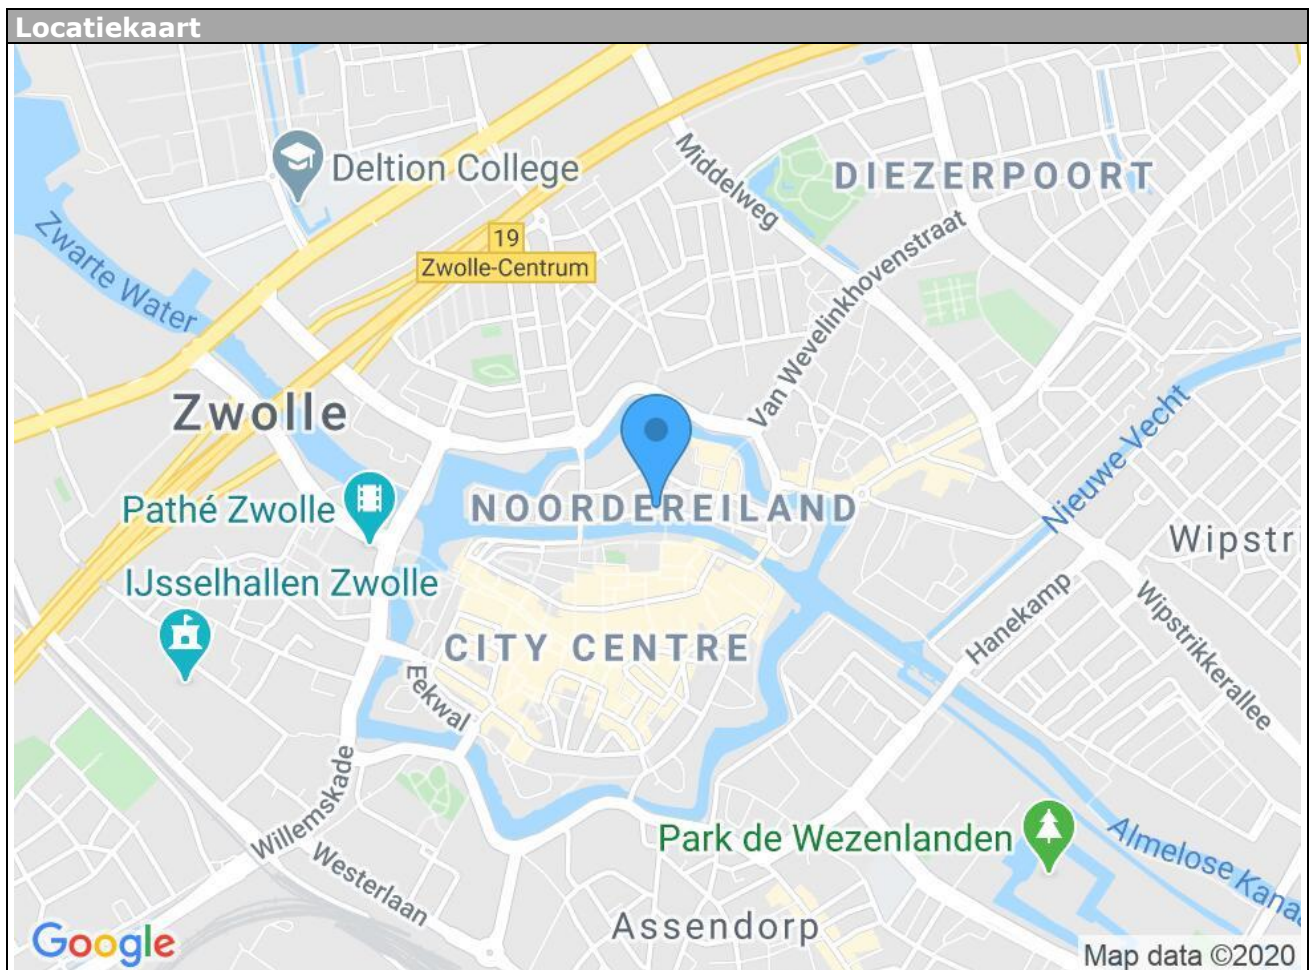 Locatiekaart
Deltion College
Middelweg
DIEZERPOORT
19
Zwolle-Centrum
Zwarte Water
Van Wevelinkhovenstraat
Zwolle
Nieuwe Vecht
Pathé Zwolle
NOORDEREILAND
Wipstri
IJsselhallen Zwolle
CITY CENTRE
Hanekamp
Wipstrikkerallee
Eekwal
Willemskade
Westerlaan
Park de Wezenlanden
Almelose Kana
Assendorp
Google
Map data ©2020